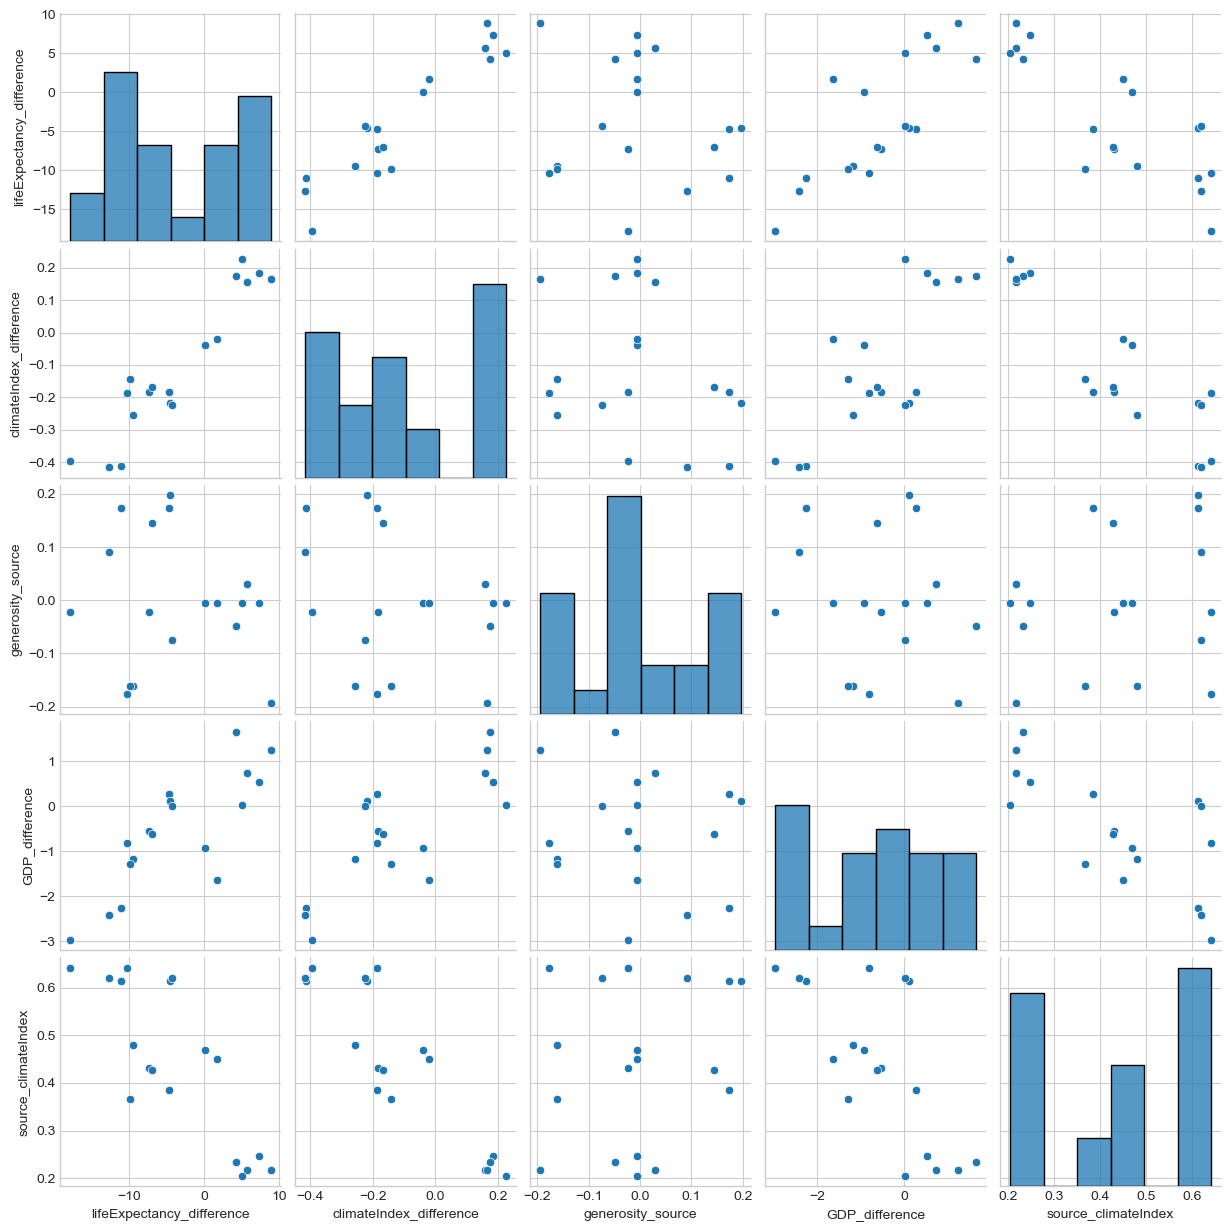 10
5
0
−5
−10
−15
lifeExpectancy_difference
0.2
0.1
0.0
−0.1
−0.2
−0.3
−0.4
climateIndex_difference
0.2
0.1
0.0
−0.1
−0.2
generosity_source
1
0
−1
−2
−3
GDP_difference
0.6
0.5
0.4
0.3
0.2
source_climateIndex
−10 0 10
−0.4 −0.2 0.0 0.2
−0.2 −0.1 0.0 0.1 0.2
−2 0
0.2 0.3 0.4 0.5 0.6
lifeExpectancy_difference
climateIndex_difference
generosity_source
GDP_difference
source_climateIndex